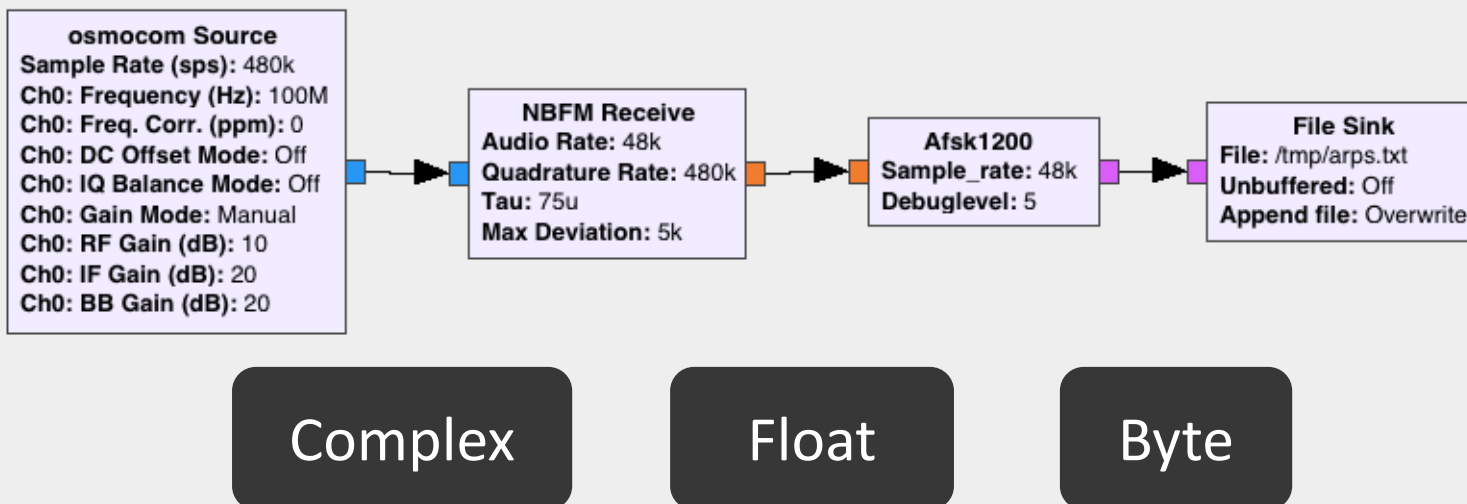 osmocom Source
Sample Rate (sps): 480k
Ch0: Frequency (Hz): 100M
Ch0: Freq. Corr. (ppm): 0
Ch0: DC Offset Mode: Off
Ch0: IQ Balance Mode: Off
Ch0: Gain Mode: Manual
Ch0: RF Gain (dB): 10
Ch0: IF Gain (dB): 20
Ch0: BB Gain (dB): 20
NBFM Receive
Audio Rate: 48k
Quadrature Rate: 480k
Tau: 75u
Max Deviation: 5k
Afsk1200
Sample_rate: 48k
Debuglevel: 5
File Sink
File: /tmp/arps.txt
Unbuffered: Off
Append file: Overwrite
Complex
Float
Byte